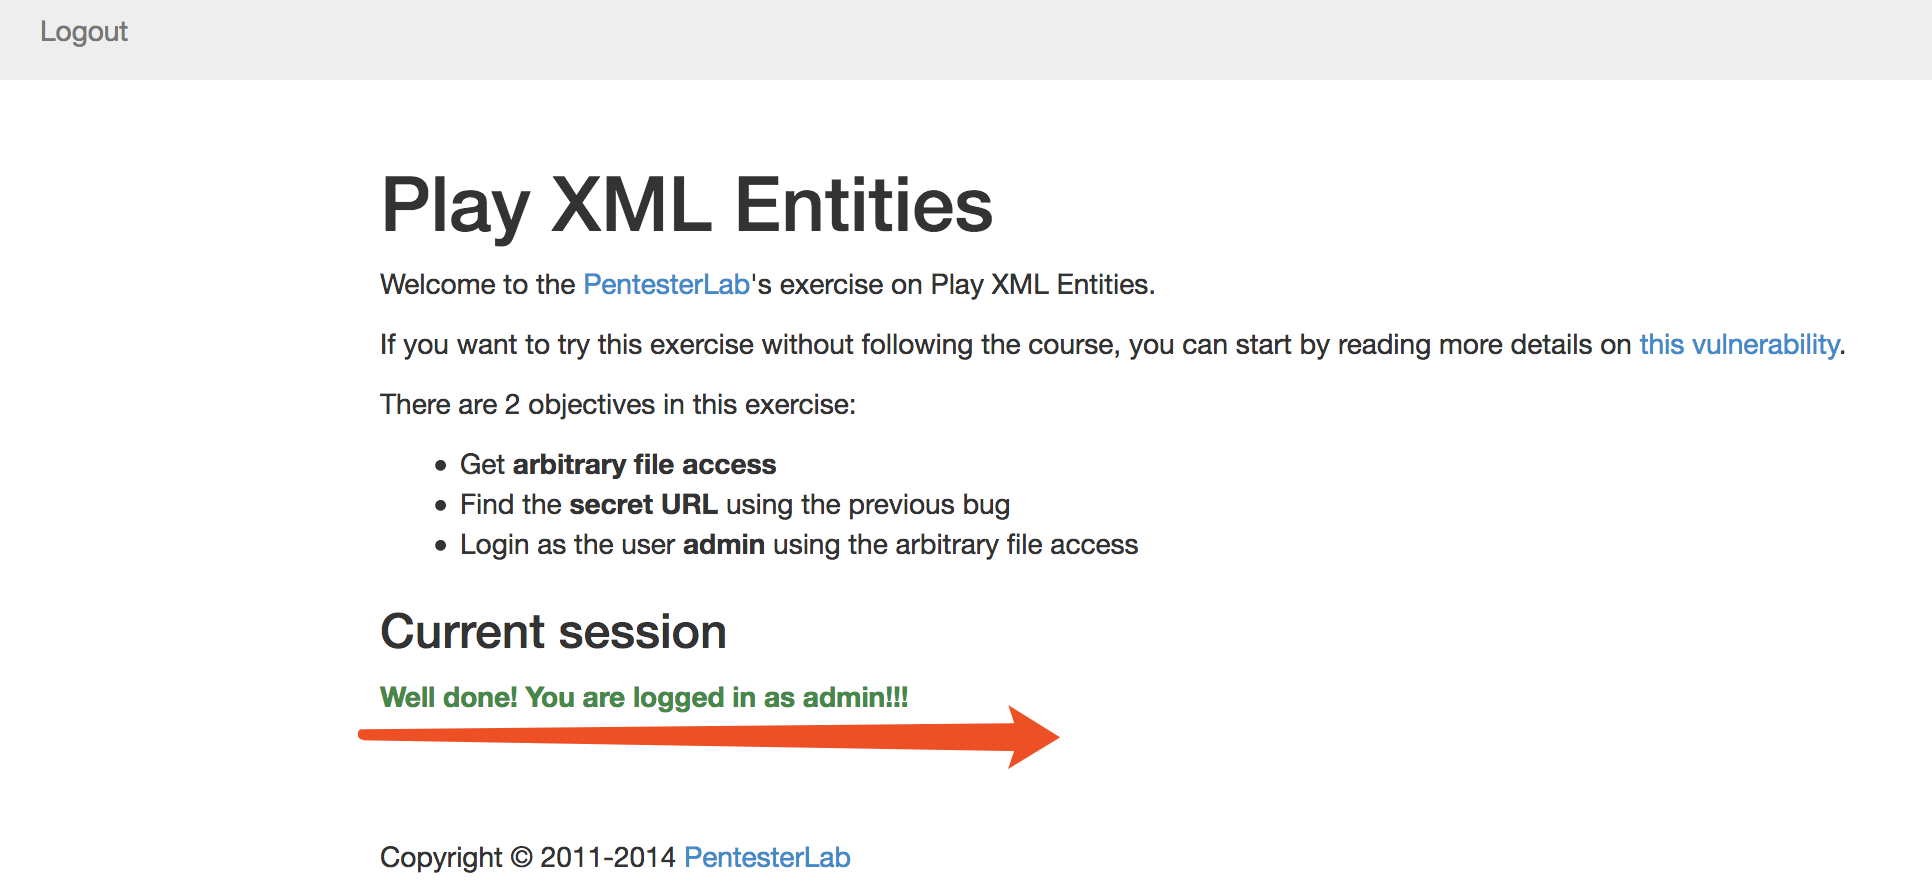 Logout
Play XML Entities
Welcome to the PentesterLab's exercise on Play XML Entities.
If you want to try this exercise without following the course, you can start by reading more details on this vulnerability.
There are 2 objectives in this exercise:
• Get arbitrary file access
• Find the secret URL using the previous bug
• Login as the user admin using the arbitrary file access
Current session
Well done! You are logged in as admin!!!
Copyright © 2011-2014 PentesterLab